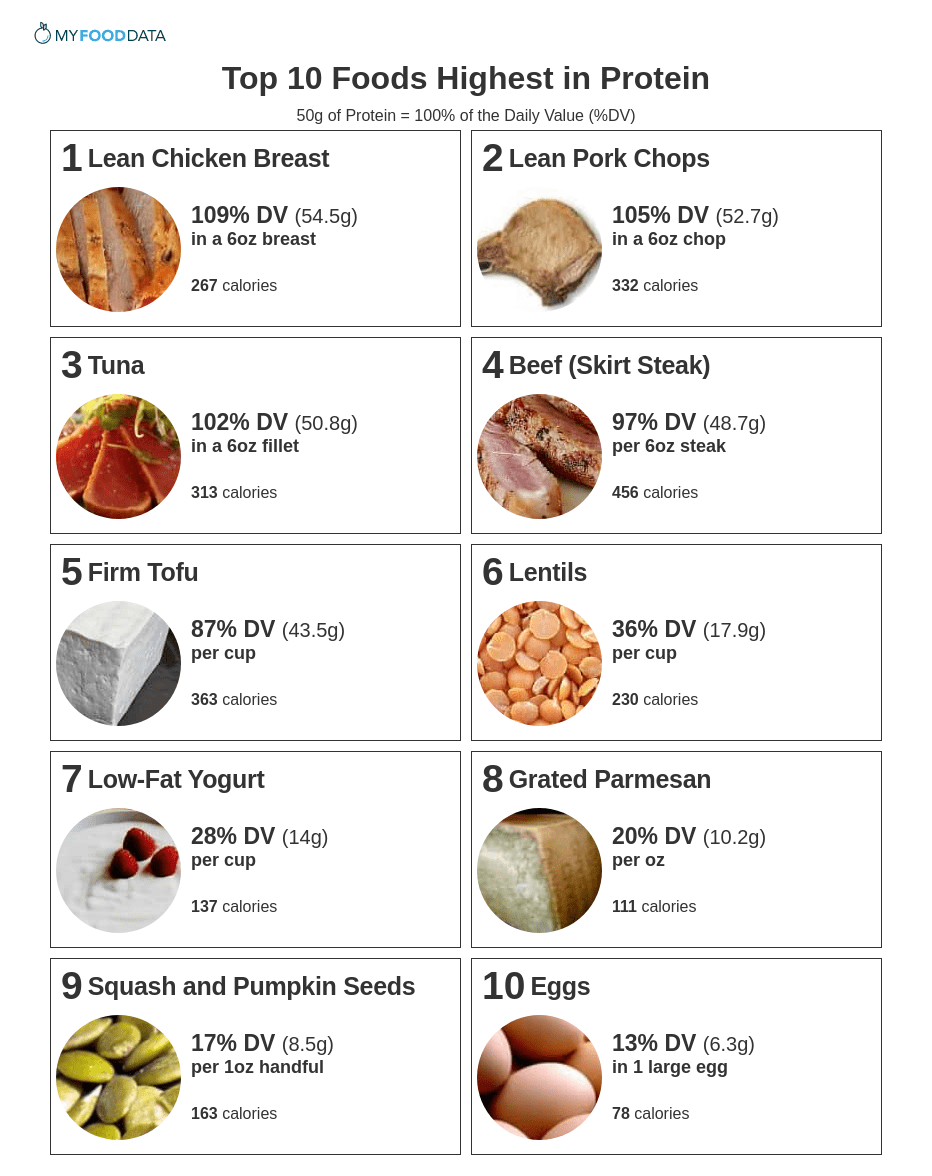 MYFOODDATA
Top 10 Foods Highest in Protein
50g of Protein = 100% of the Daily Value (%DV)
1 Lean Chicken Breast
109% DV (54.5g)
in a 6oz breast
267 calories
2 Lean Pork Chops
105% DV (52.7g)
in a 6oz chop
332 calories
3 Tuna
102% DV (50.8g)
in a 6oz fillet
313 calories
4 Beef (Skirt Steak)
97% DV (48.7g)
per 6oz steak
456 calories
5 Firm Tofu
87% DV (43.5g)
per cup
363 calories
6 Lentils
36% DV (17.9g)
per cup
230 calories
7 Low-Fat Yogurt
28% DV (14g)
per cup
137 calories
8 Grated Parmesan
20% DV (10.2g)
per oz
111 calories
9 Squash and Pumpkin Seeds
17% DV (8.5g)
per 1oz handful
163 calories
10 Eggs
13% DV (6.3g)
in 1 large egg
78 calories